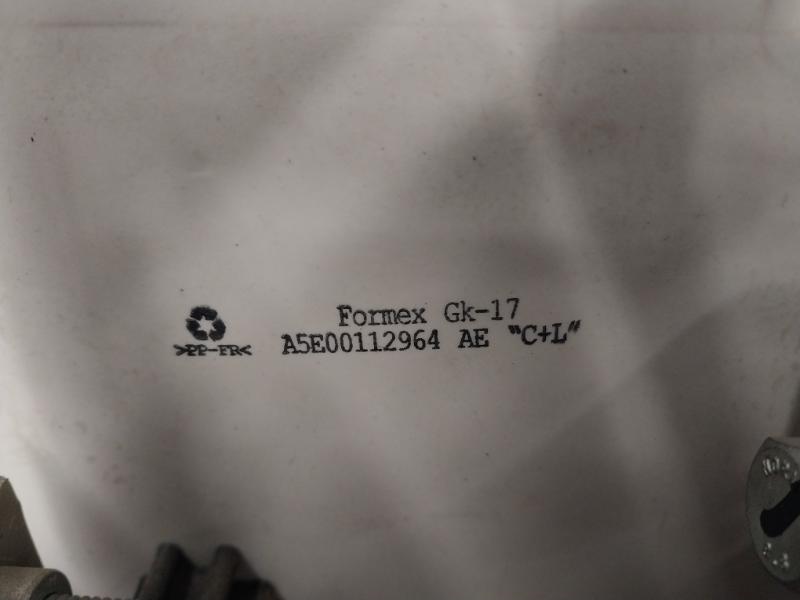 Formex Gk-17
>PP-FR< A5E00112964 AE "C+L"